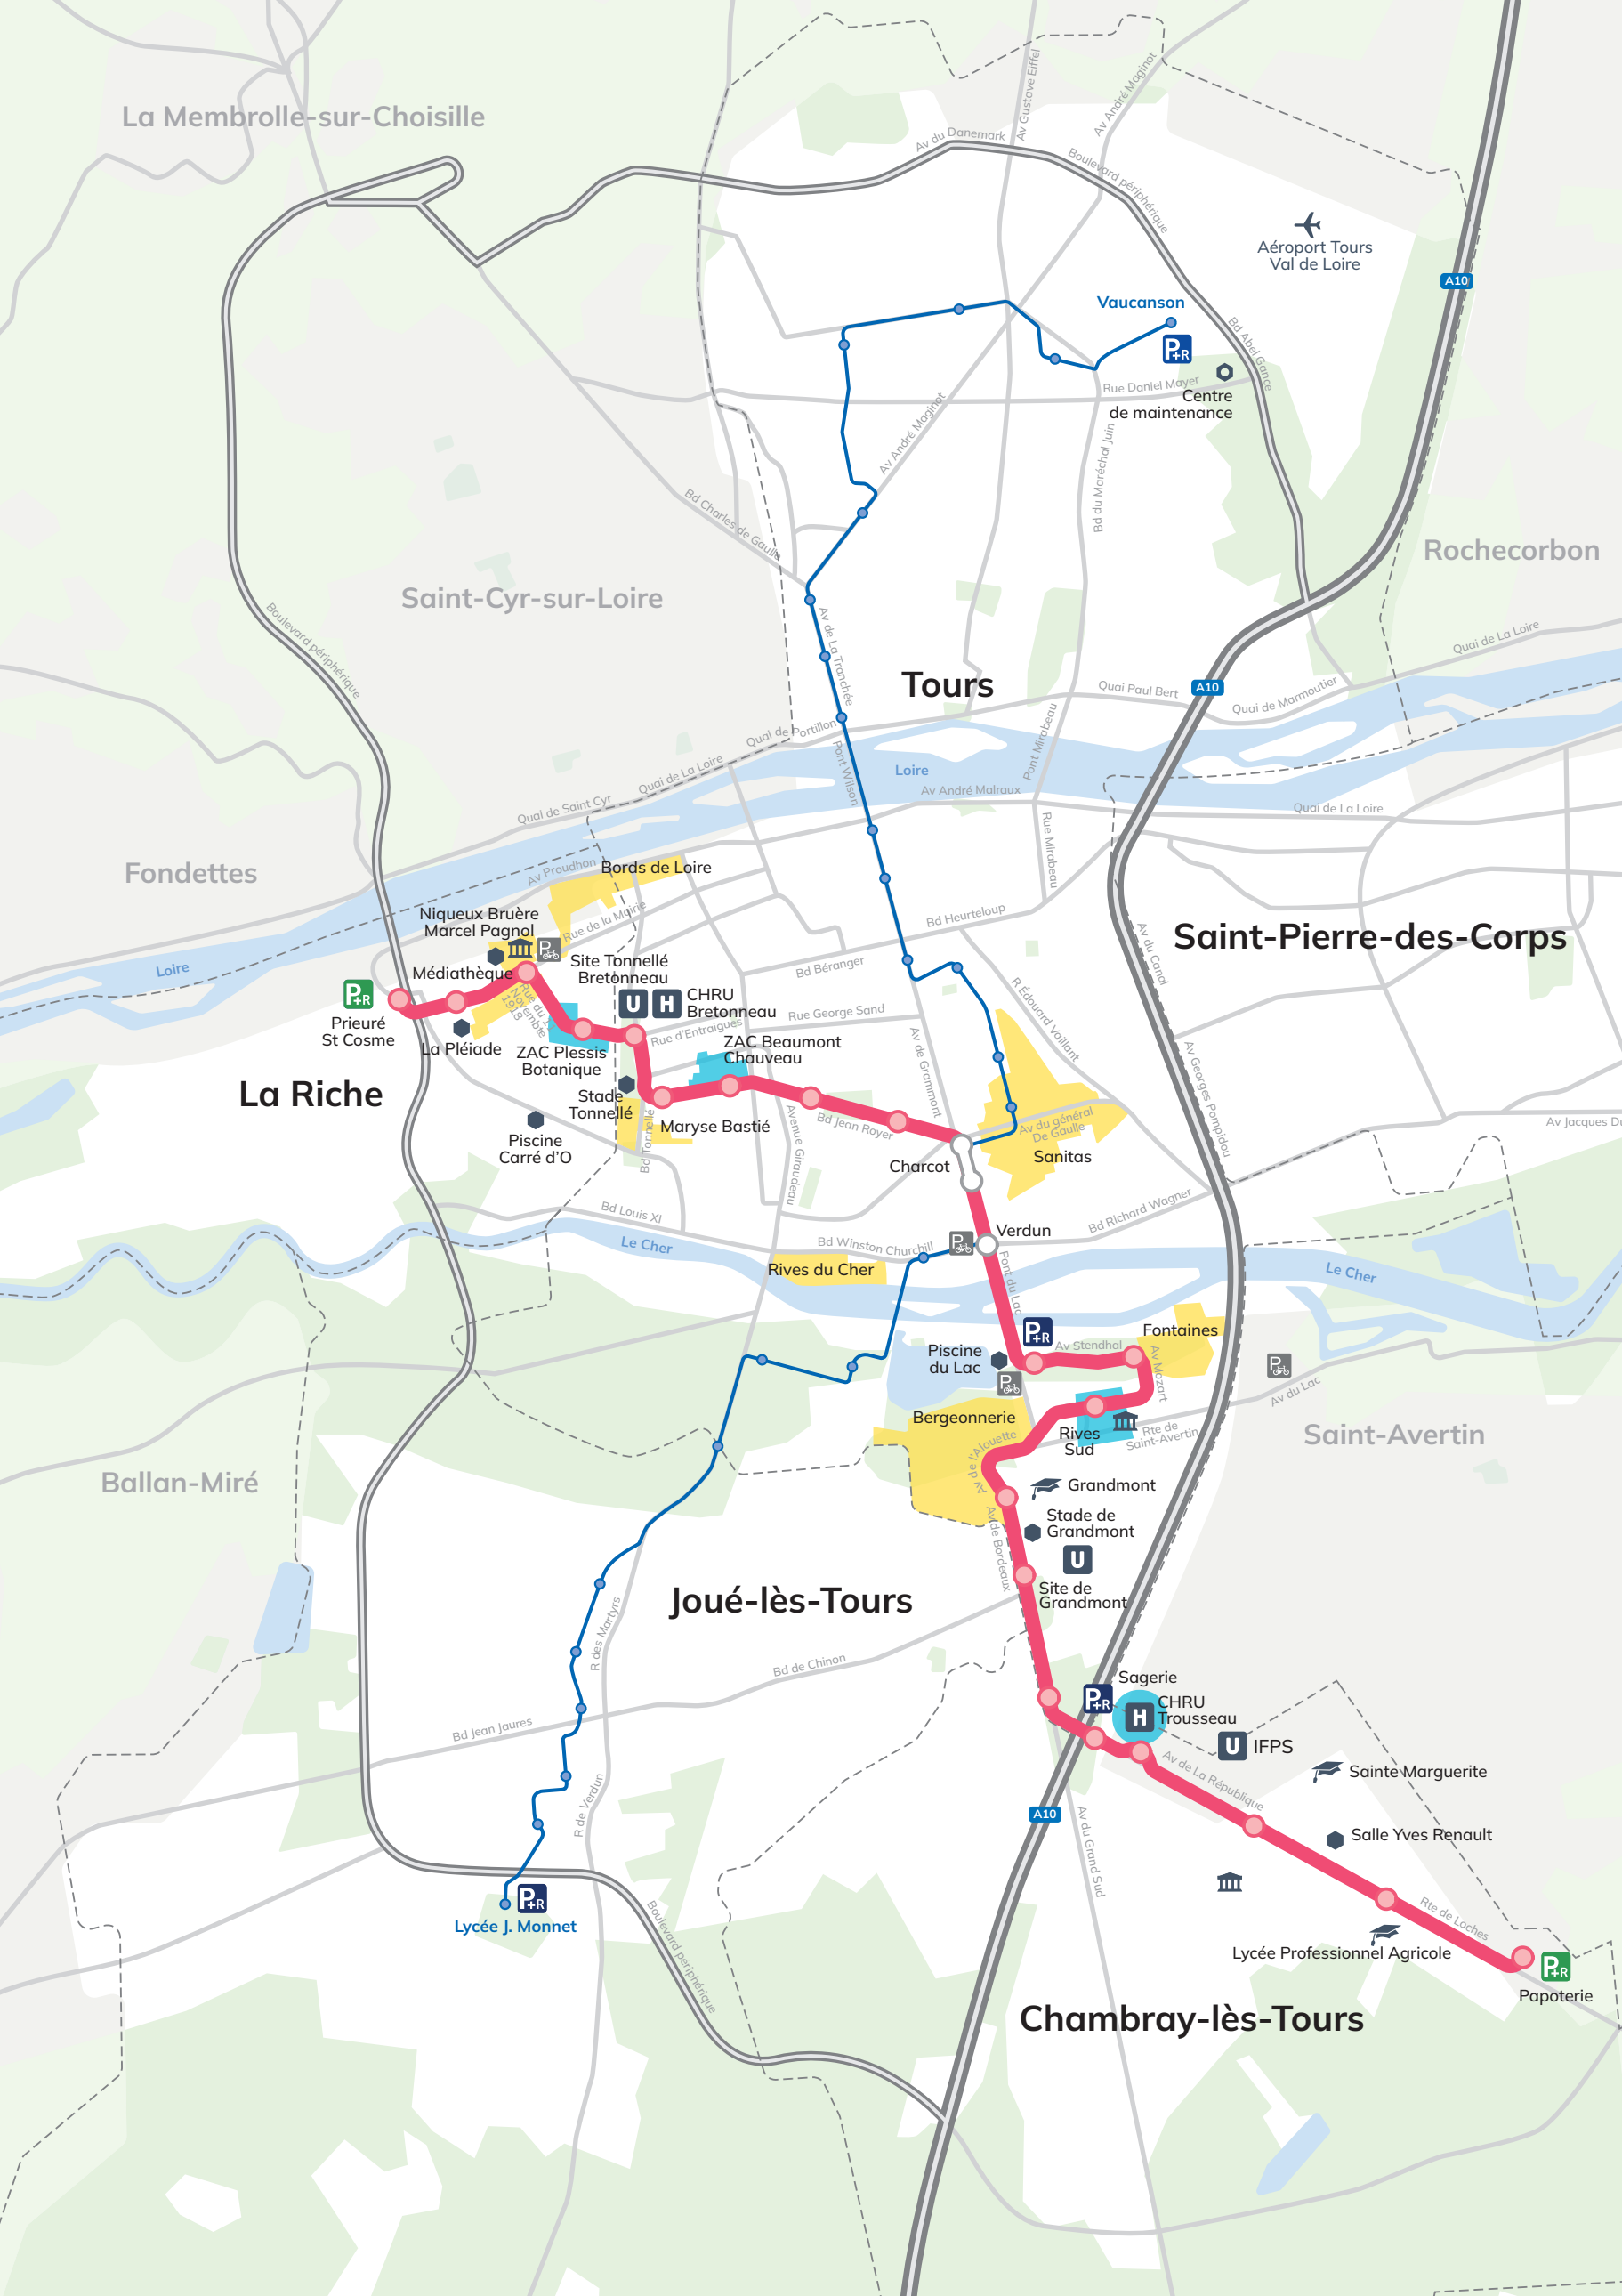 La Membrolle-sur-Choisille
Av du Danemark
Av Gustave Eiffel
Av André Maginot
Boulevard périphérique
Aéroport Tours
Val de Loire
A10
Vaucanson
P+R
Bd Abel Gance
Rue Daniel Mayer
Centre
de maintenance
Av André Maginot
Bd du Maréchal Juin
Bd Charles de Gaulle
Rochecorbon
Saint-Cyr-sur-Loire
Boulevard périphérique
Av de La Tranchée
Tours
Quai de La Loire
Quai Paul Bert
A10
Quai de Marmoutier
Quai de Portillon
Pont Wilson
Pont Mirabeau
Loire
Quai de La Loire
Quai de Saint Cyr
Av André Malraux
Quai de La Loire
Rue Mirabeau
Fondettes
Av Proudhon
Bords de Loire
Niqueux Bruère
Marcel Pagnol
Rue de la Mairie
Bd Heurteloup
Saint-Pierre-des-Corps
Av du Canal
Loire
Médiathèque
P
Site Tonnellé
Bretonneau
Bd Béranger
R Édouard Vaillant
P+R
Prieuré
St Cosme
U
H
CHRU
Bretonneau
Rue du 11
Novembre
1918
Rue d'Entraigues
Rue George Sand
La Pléiade
ZAC Plessis
Botanique
ZAC Beaumont
Chauveau
Av de Grammont
Av Georges Pompidou
La Riche
Stade
Tonnellé
Maryse Bastié
Bd Tonnellé
Avenue Giraudeau
Bd Jean Royer
Av du général
De Gaulle
Sanitas
Av Jacques Du
Piscine
Carré d'O
Charcot
Bd Louis XI
Le Cher
Bd Winston Churchill
P
Verdun
Bd Richard Wagner
Rives du Cher
Pont du Lac
Le Cher
P+R
Fontaines
Av Stendhal
Av Mozart
Piscine
du Lac
P
P
Av du Lac
Bergeonnerie
Rives
Sud
Rte de
Saint-Avertin
Saint-Avertin
Av de l'Alouette
Ballan-Miré
Grandmont
Stade de
Grandmont
Av de Bordeaux
U
Site de
Grandmont
Joué-lès-Tours
R des Martyrs
Bd de Chinon
Sagerie
P+R
H
CHRU
Trousseau
Bd Jean Jaures
U
IFPS
Av de La République
Sainte Marguerite
R de Verdun
A10
Av du Grand Sud
Salle Yves Renault
P+R
Lycée J. Monnet
Boulevard périphérique
Rte de Loches
Lycée Professionnel Agricole
P+R
Papoterie
Chambray-lès-Tours